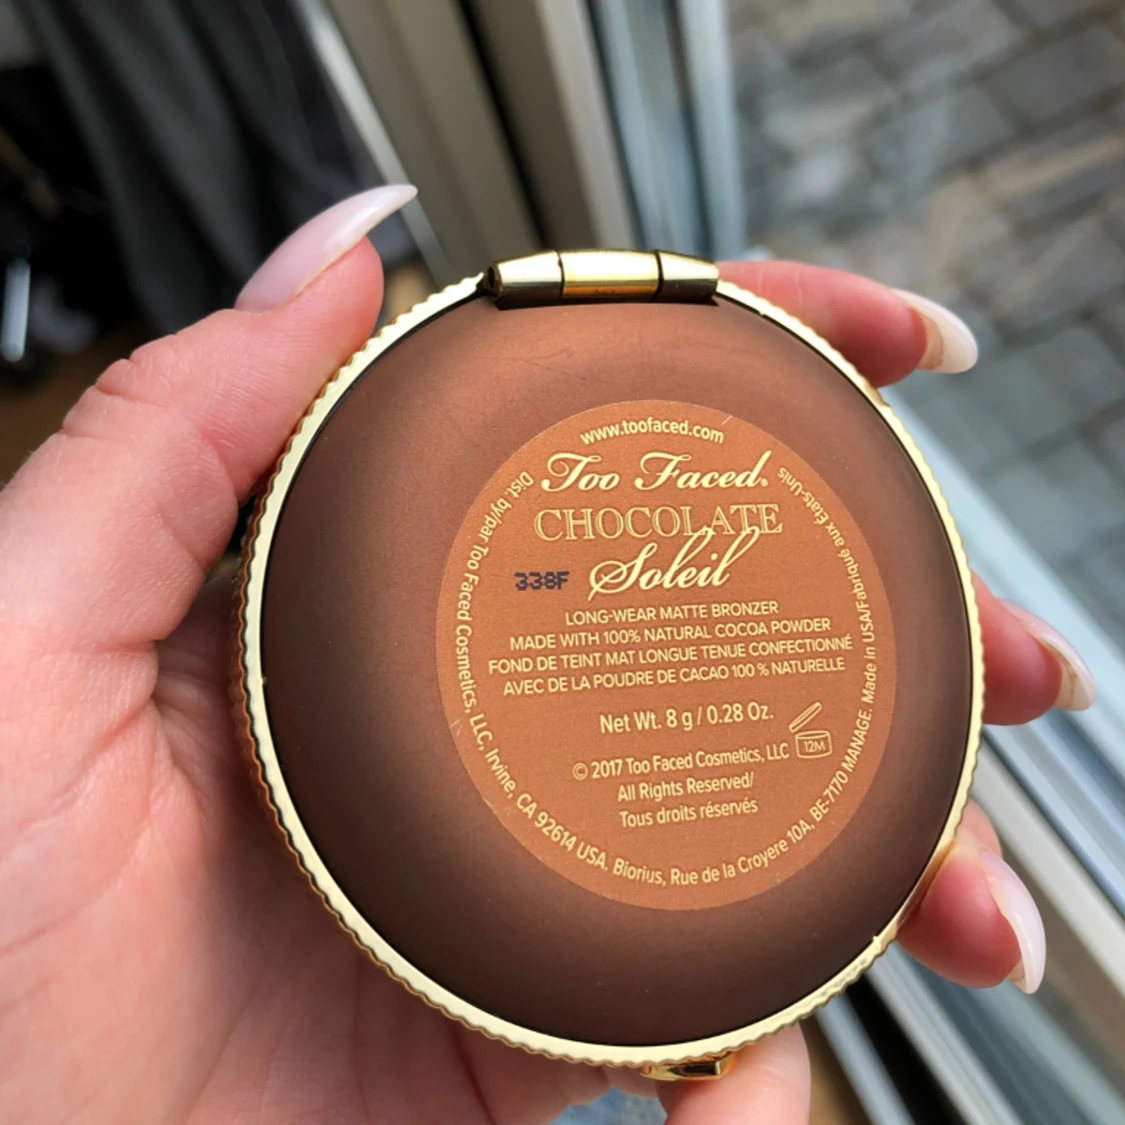 www.toofaced.com
Too Faced.
CHOCOLATE
Soleil
338F
LONG-WEAR MATTE BRONZER
MADE WITH 100% NATURAL COCOA POWDER
FOND DE TEINT MAT LONGUE TENUE CONFECTIONNÉ
AVEC DE LA POUDRE DE CACAO 100 % NATURELLE
Net Wt. 8 g / 0.28 Oz.
12M
© 2017 Too Faced Cosmetics, LLC
All Rights Reserved/
Tous droits réservés
Dist. by/par Too Faced Cosmetics, LLC, Irvine, CA 92614 USA. Biorius, Rue de la Croyere 10A, BE-7170 MANAGE. Made in USA/Fabriqué aux États-Unis